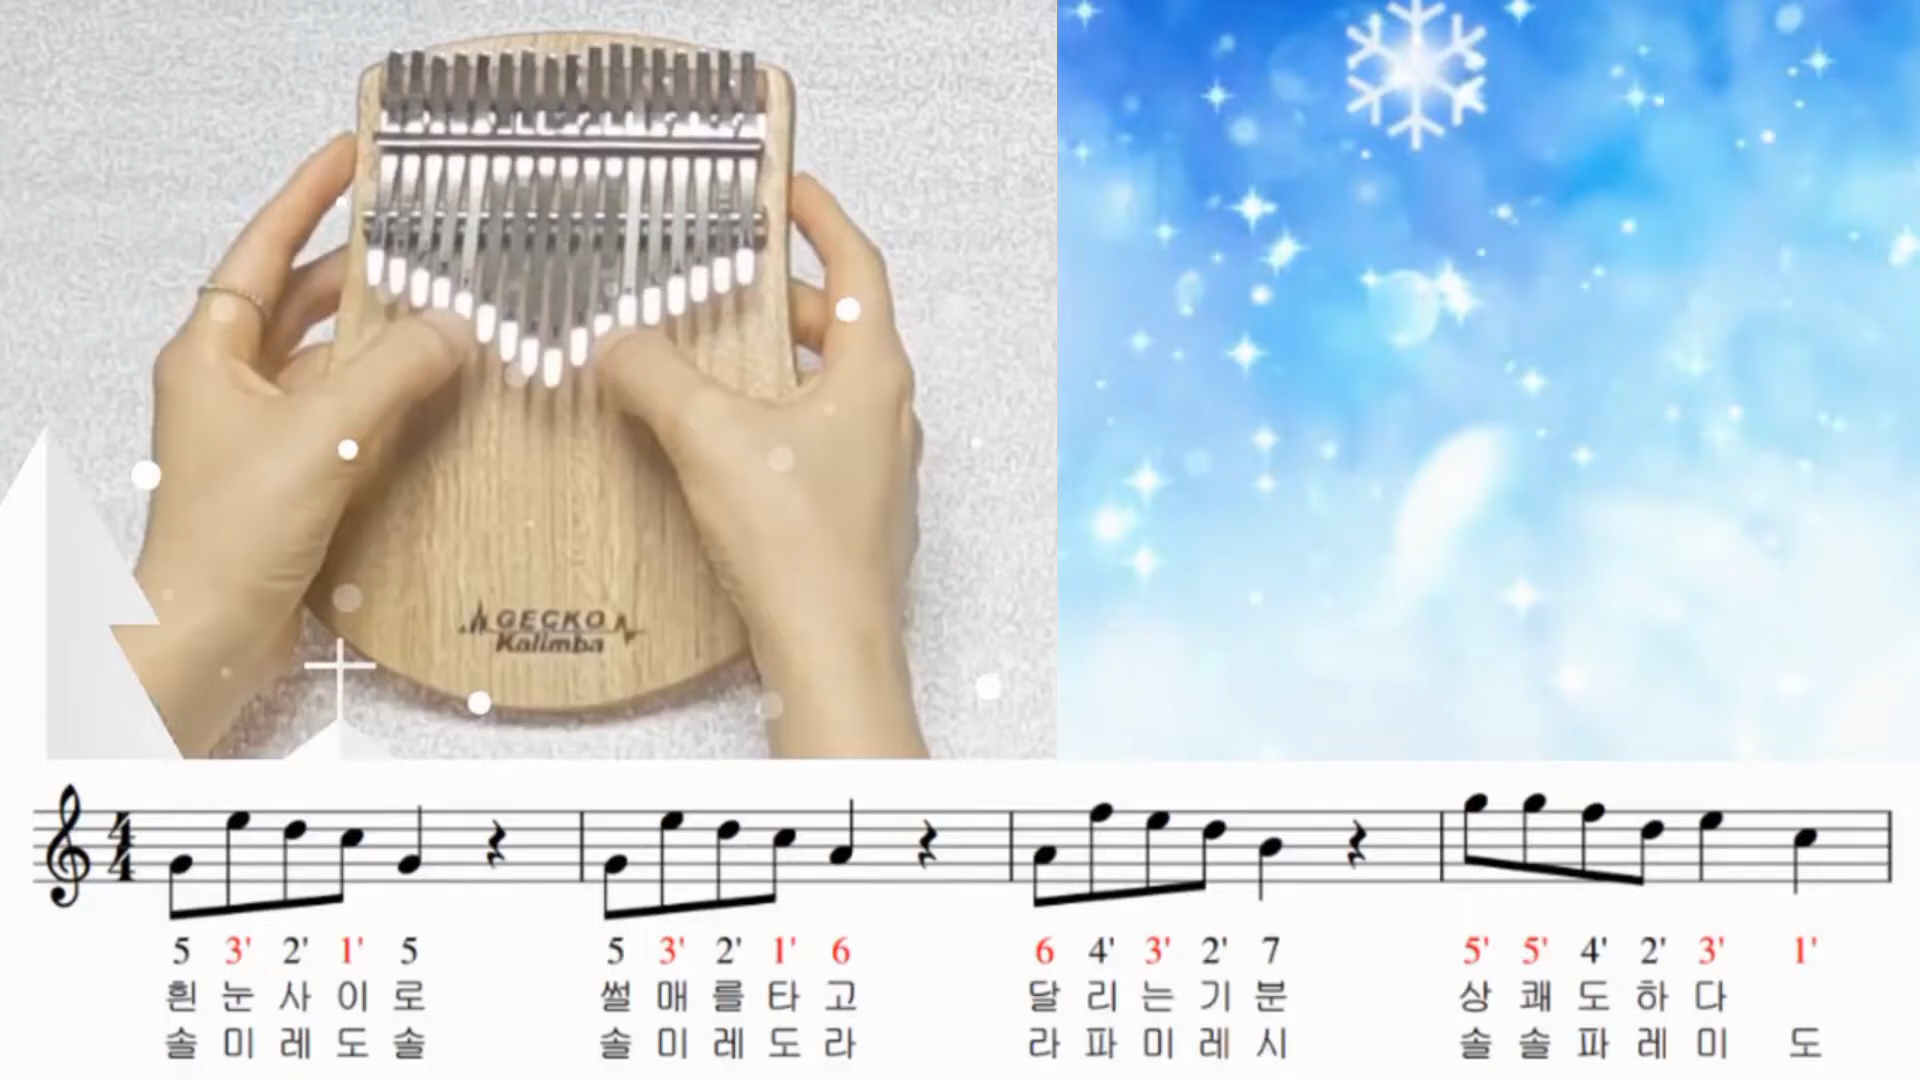 GECKO
Kalimba
4
4
5 3' 2' 1' 5 5 3' 2' 1' 6 6 4' 3' 2' 7 5' 5' 4' 2' 3' 1'
흰 눈 사 이 로 썰 매 를 타 고 달 리 는 기 분 상 쾌 도 하 다
솔 미 레 도 솔 솔 미 레 도 라 라 파 미 레 시 솔 솔 파 레 미 도